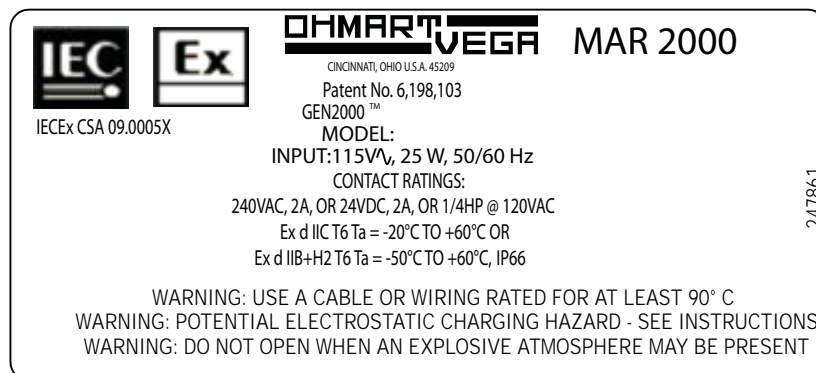 IEC
Ex
OHMART VEGA
MAR 2000
CINCINNATI, OHIO U.S.A. 45209
IECEx CSA 09.0005X
Patent No. 6,198,103
GEN2000 ™
MODEL:
INPUT:115V∿, 25 W, 50/60 Hz
CONTACT RATINGS:
240VAC, 2A, OR 24VDC, 2A, OR 1/4HP @ 120VAC
Ex d IIC T6 Ta = -20°C TO +60°C OR
Ex d IIB+H2 T6 Ta = -50°C TO +60°C, IP66
247861
WARNING: USE A CABLE OR WIRING RATED FOR AT LEAST 90° C
WARNING: POTENTIAL ELECTROSTATIC CHARGING HAZARD - SEE INSTRUCTIONS
WARNING: DO NOT OPEN WHEN AN EXPLOSIVE ATMOSPHERE MAY BE PRESENT